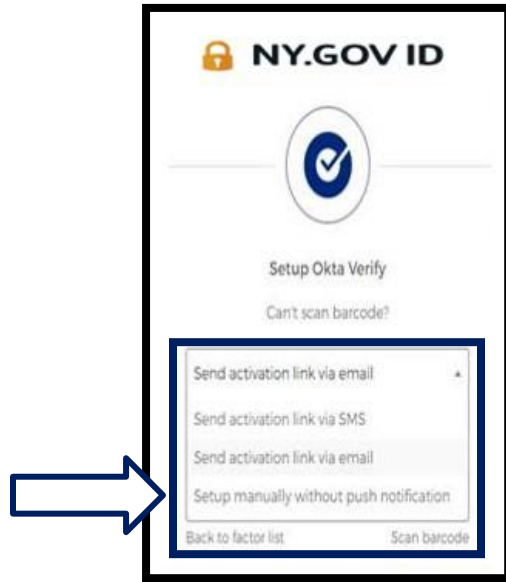 NY.GOV ID
Setup Okta Verify
Can't scan barcode?
Send activation link via email
Send activation link via SMS
Send activation link via email
Setup manually without push notification
Back to factor list Scan barcode